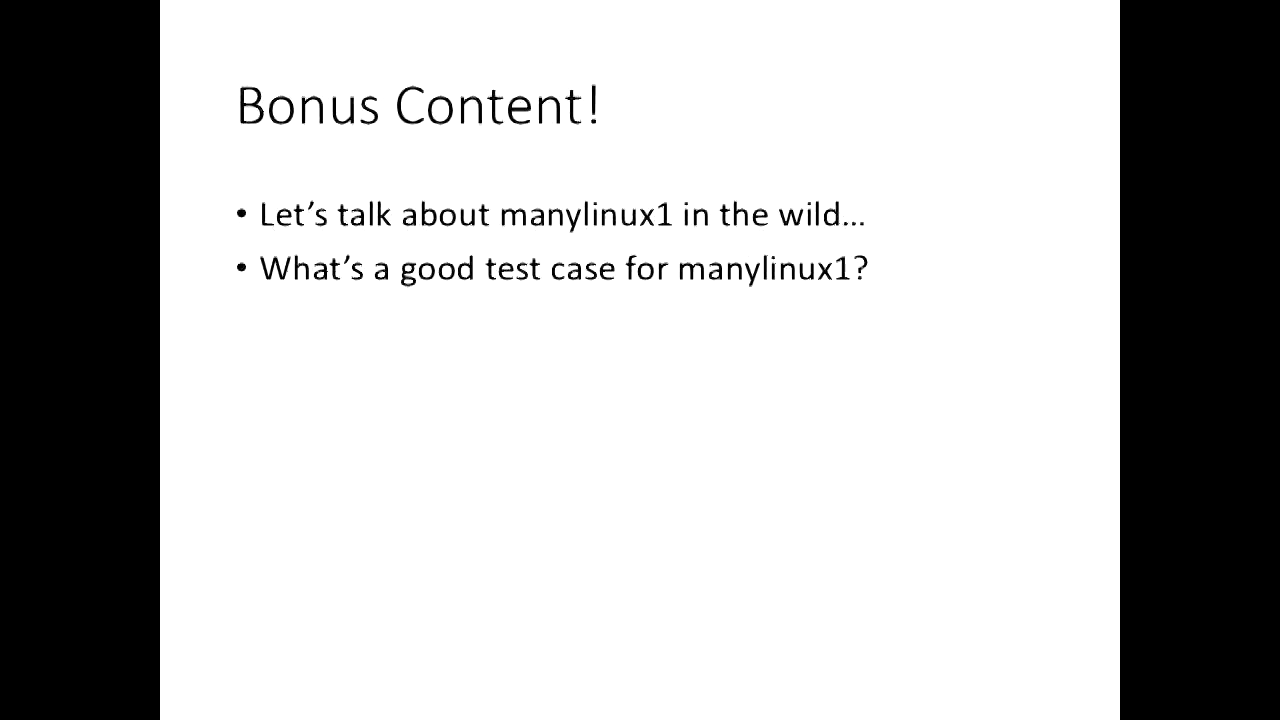 Bonus Content!
• Let’s talk about manylinux1 in the wild…
• What’s a good test case for manylinux1?